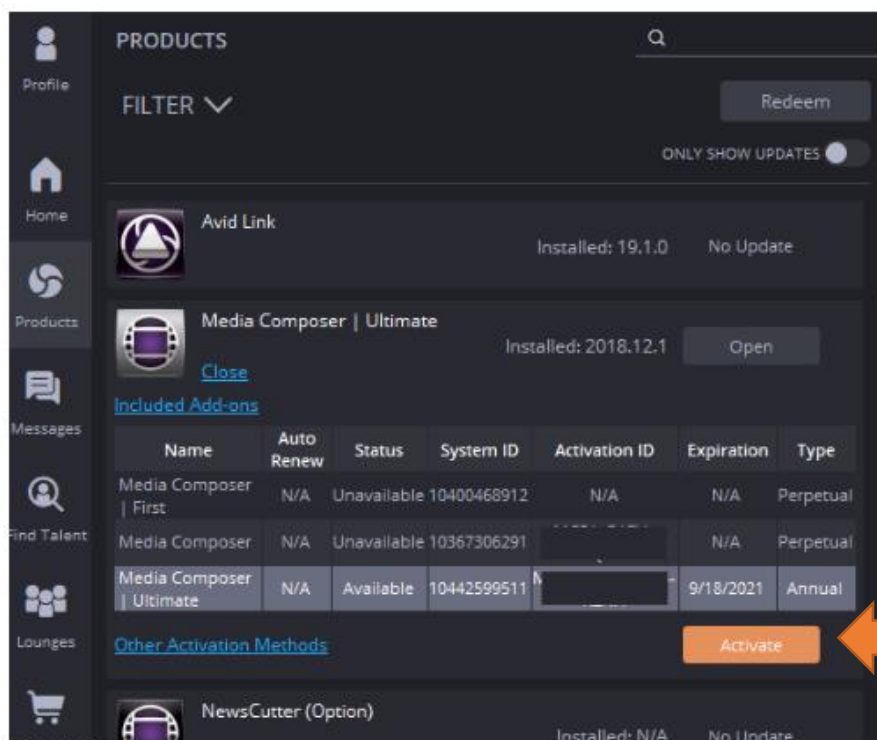 PRODUCTS
Profile
FILTER
Redeem
ONLY SHOW UPDATES
Home
Avid Link
Installed: 19.1.0 No Update
Products
Media Composer | Ultimate
Installed: 2018.12.1 Open
Close
Included Add-ons
Messages
Name Auto Renew Status System ID Activation ID Expiration Type
Media Composer | First N/A Unavailable 10400468912 N/A N/A Perpetual
Find Talent
Media Composer N/A Unavailable 10367306291 N/A Perpetual
Media Composer | Ultimate N/A Available 10442599511 9/18/2021 Annual
Lounges
Other Activation Methods Activate
NewsCutter (Option)
Installed: N/A No Update